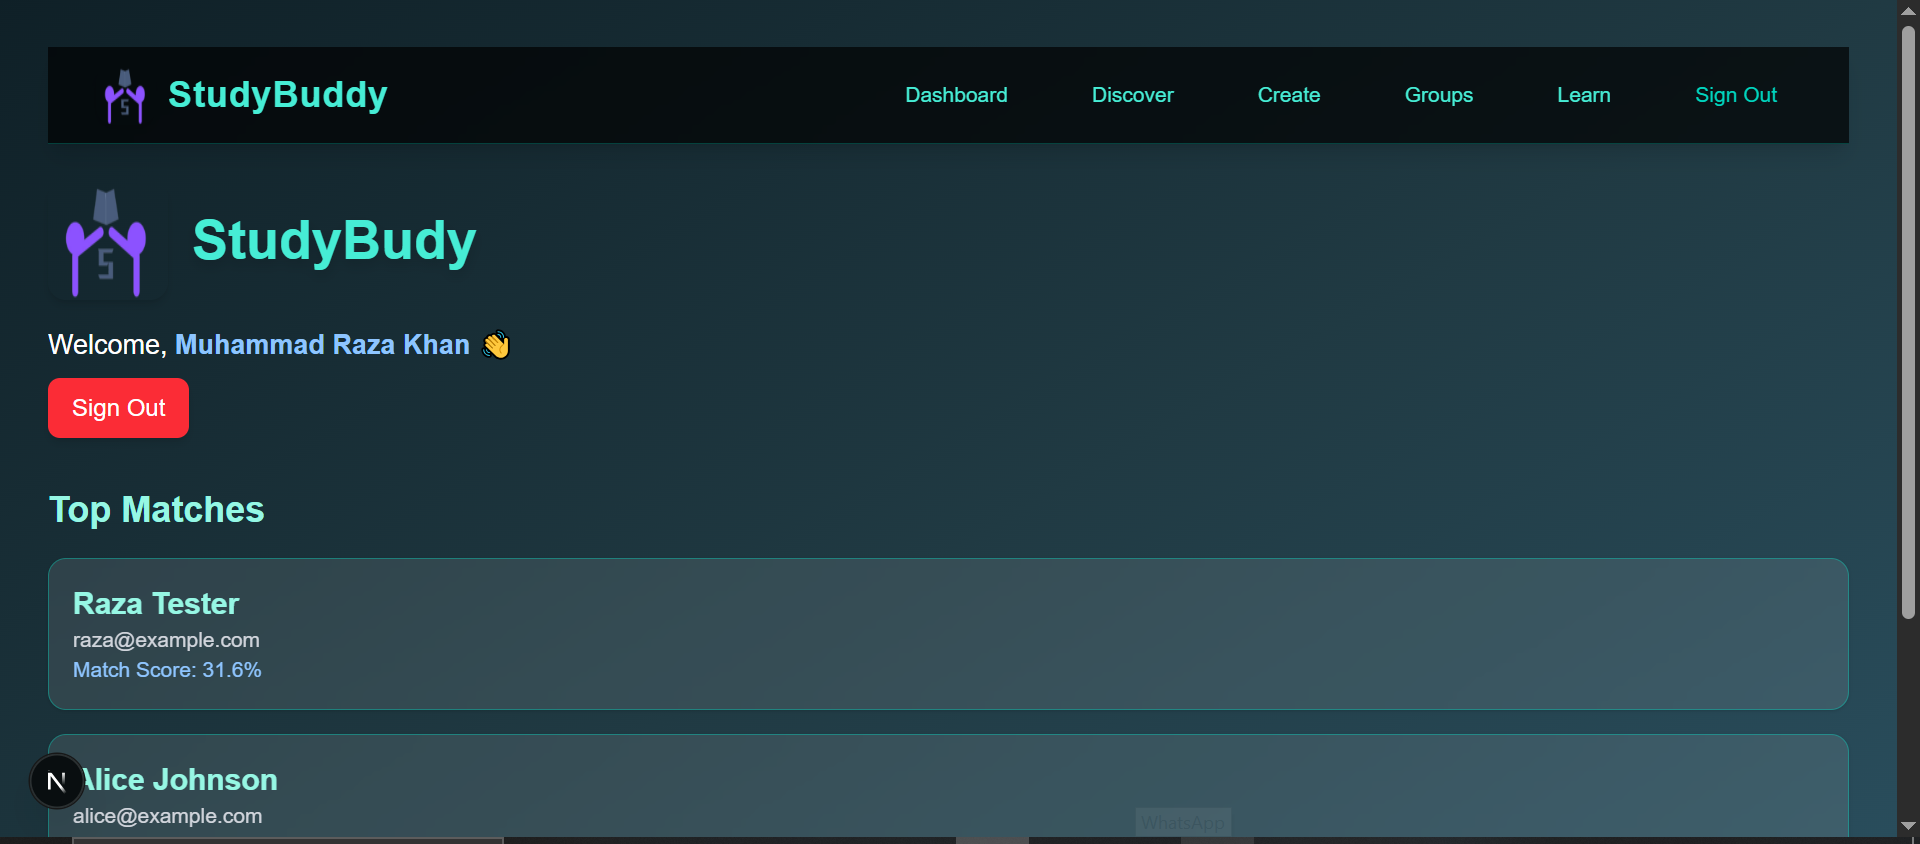 StudyBuddy
Dashboard
Discover
Create
Groups
Learn
Sign Out
StudyBudy
Welcome, Muhammad Raza Khan 👋
Sign Out
Top Matches
Raza Tester
raza@example.com
Match Score: 31.6%
Alice Johnson
alice@example.com
WhatsApp